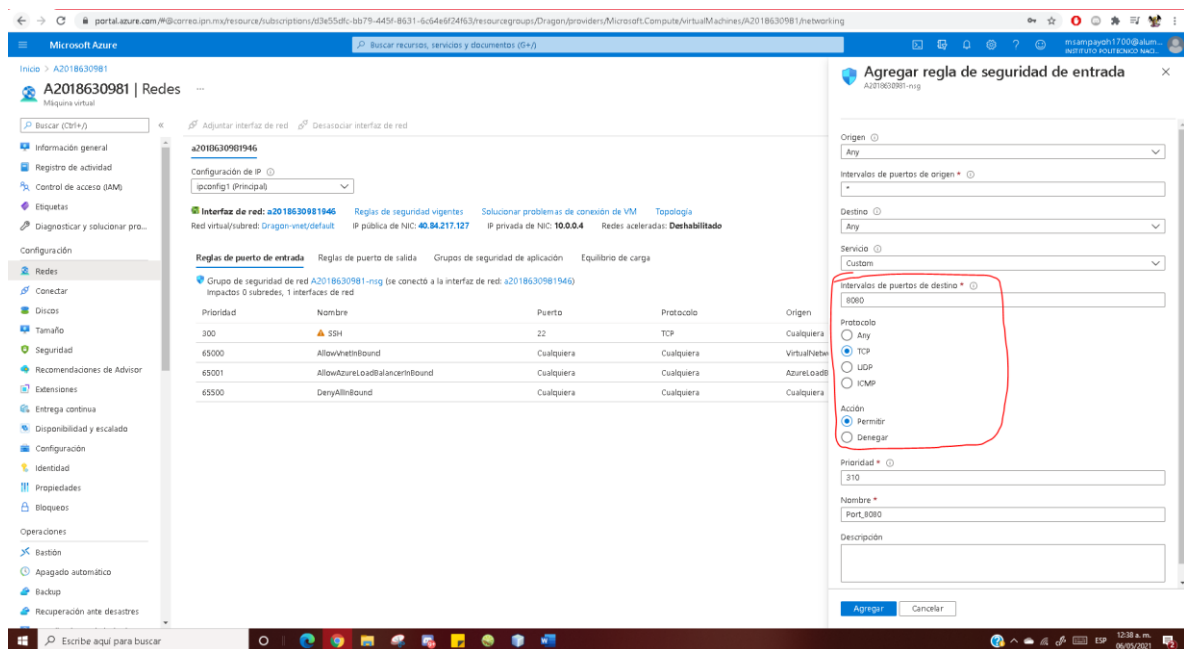 portal.azure.com/#@correo.ipn.mx/resource/subscriptions/d3e55dfc-bb79-445f-8631-6c64e6f24f63/resourcegroups/Dragon/providers/Microsoft.Compute/virtualMachines/A2018630981/networking
Microsoft Azure
Buscar recursos, servicios y documentos (G+/)
msampayoh1700@alum...
INSTITUTO POLITECNICO NACI...
Inicio > A2018630981
A2018630981 | Redes ...
Máquina virtual
Buscar (Ctrl+/)
«
Información general
Registro de actividad
Control de acceso (IAM)
Etiquetas
Diagnosticar y solucionar pro...
Configuración
Redes
Conectar
Discos
Tamaño
Seguridad
Recomendaciones de Advisor
Extensiones
Entrega continua
Disponibilidad y escalado
Configuración
Identidad
Propiedades
Bloqueos
Operaciones
Bastión
Apagado automático
Backup
Recuperación ante desastres
Adjuntar interfaz de red Desasociar interfaz de red
a2018630981946
Configuración de IP
ipconfig1 (Principal)
Interfaz de red: a2018630981946 Reglas de seguridad vigentes Solucionar problemas de conexión de VM Topología
Red virtual/subred: Dragon-vnet/default IP pública de NIC: 40.84.217.127 IP privada de NIC: 10.0.0.4 Redes aceleradas: Deshabilitado
Reglas de puerto de entrada Reglas de puerto de salida Grupos de seguridad de aplicación Equilibrio de carga
Grupo de seguridad de red A2018630981-nsg (se conectó a la interfaz de red: a2018630981946)
Impactos 0 subredes, 1 interfaces de red
Prioridad Nombre Puerto Protocolo Origen
300 SSH 22 TCP Cualquiera
65000 AllowVnetInBound Cualquiera Cualquiera VirtualNetw
65001 AllowAzureLoadBalancerInBound Cualquiera Cualquiera AzureLoadB
65500 DenyAllInBound Cualquiera Cualquiera Cualquiera
Agregar regla de seguridad de entrada
A2018630981-nsg
Origen
Any
Intervalos de puertos de origen *
*
Destino
Any
Servicio
Custom
Intervalos de puertos de destino *
8080
Protocolo
Any
TCP
UDP
ICMP
Acción
Permitir
Denegar
Prioridad *
310
Nombre *
Port_8080
Descripción
Agregar Cancelar
Escribe aquí para buscar
ESP
12:38 a. m.
06/05/2021